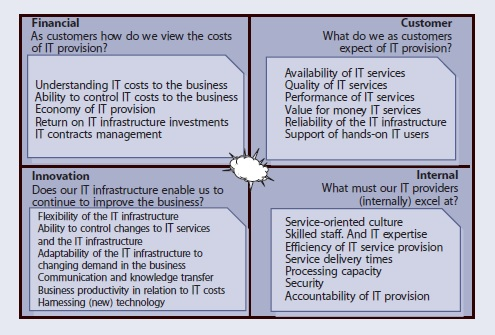 Financial
As customers how do we view the costs
of IT provision?
Understanding IT costs to the business
Ability to control IT costs to the business
Economy of IT provision
Return on IT infrastructure investments
IT contracts management
Customer
What do we as customers
expect of IT provision?
Availability of IT services
Quality of IT services
Performance of IT services
Value for money IT services
Reliability of the IT infrastructure
Support of hands-on IT users
Innovation
Does our IT infrastructure enable us to
continue to improve the business?
Flexibility of the IT infrastructure
Ability to control changes to IT services
and the IT infrastructure
Adaptability of the IT infrastructure to
changing demand in the business
Communication and knowledge transfer
Business productivity in relation to IT costs
Harnessing (new) technology
Internal
What must our IT providers
(internally) excel at?
Service-oriented culture
Skilled staff. And IT expertise
Efficiency of IT service provision
Service delivery times
Processing capacity
Security
Accountability of IT provision